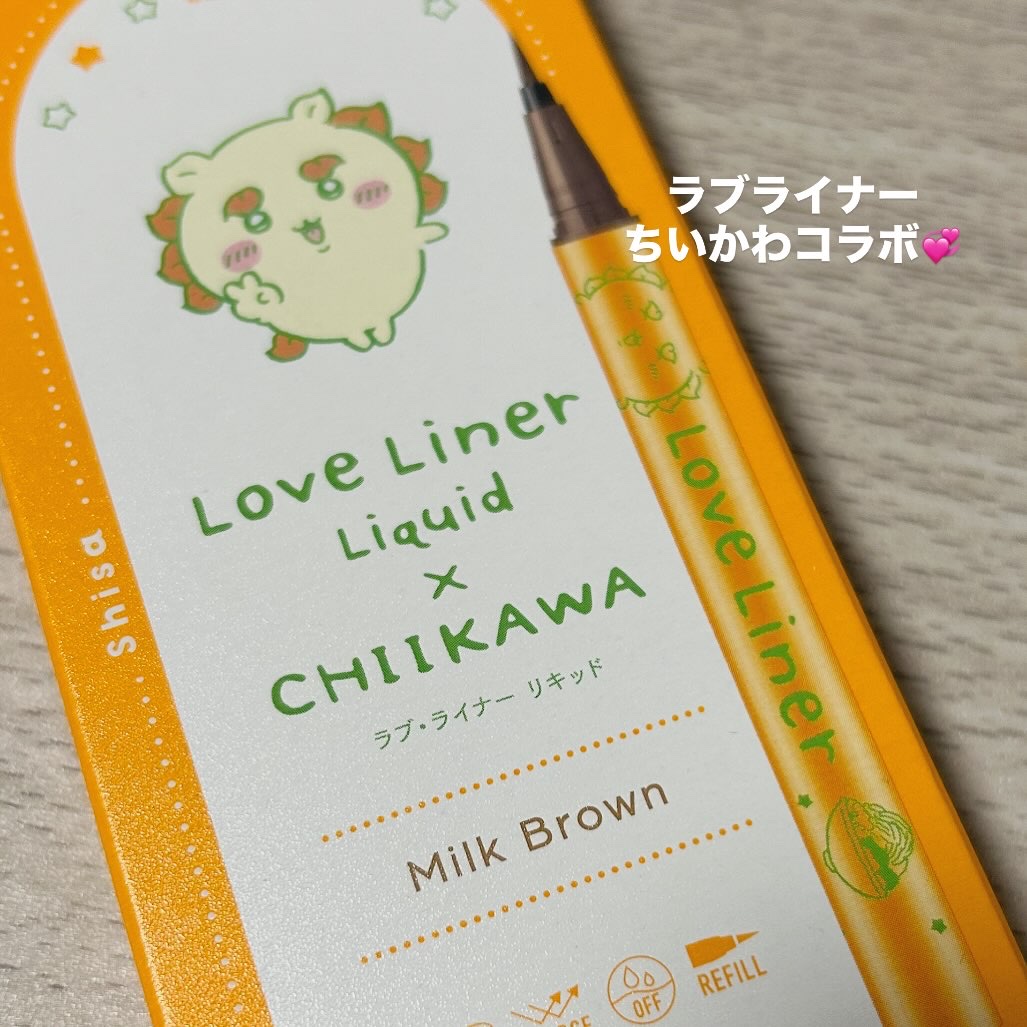 ラブライナー
ちいかわコラボ💞
Shisa
Love Liner
Liquid
×
CHIIKAWA
ラブ・ライナー リキッド
Milk Brown
OFF
REFILL
Love Liner